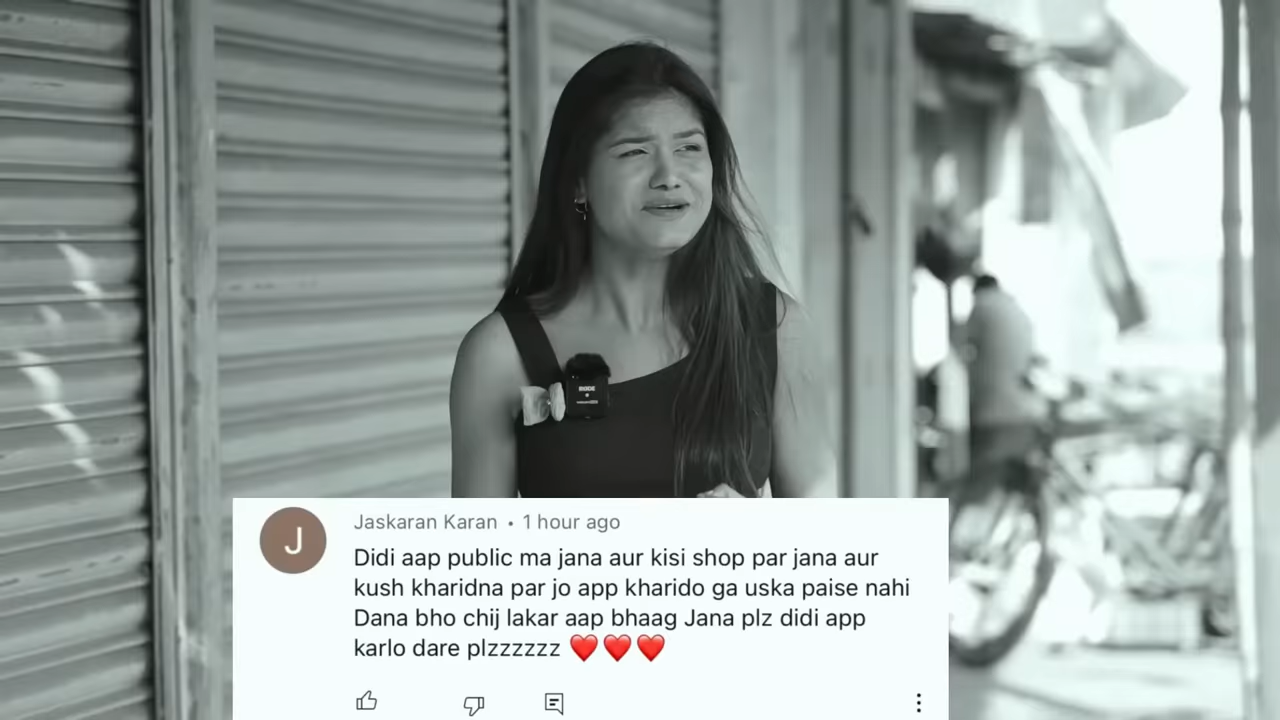 RØDE
Jaskaran Karan • 1 hour ago
Didi aap public ma jana aur kisi shop par jana aur
kush kharidna par jo app kharido ga uska paise nahi
Dana bho chij lakar aap bhaag Jana plz didi app
karlo dare plzzzzzz ❤️❤️❤️
J